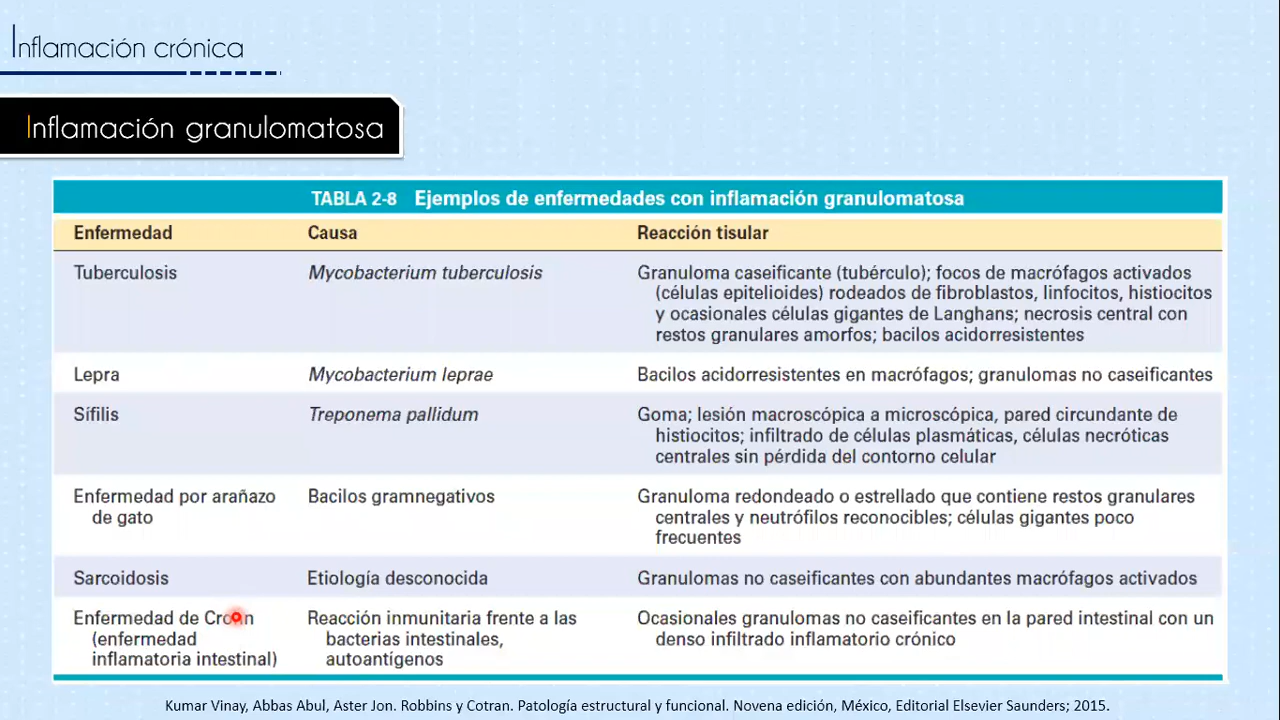 Inflamación crónica
Inflamación granulomatosa
TABLA 2-8 Ejemplos de enfermedades con inflamación granulomatosa
Enfermedad Causa Reacción tisular
Tuberculosis Mycobacterium tuberculosis Granuloma caseificante (tubérculo); focos de macrófagos activados
(células epitelioides) rodeados de fibroblastos, linfocitos, histiocitos
y ocasionales células gigantes de Langhans; necrosis central con
restos granulares amorfos; bacilos acidorresistentes
Lepra Mycobacterium leprae Bacilos acidorresistentes en macrófagos; granulomas no caseificantes
Sífilis Treponema pallidum Goma; lesión macroscópica a microscópica, pared circundante de
histiocitos; infiltrado de células plasmáticas, células necróticas
centrales sin pérdida del contorno celular
Enfermedad por arañazo Bacilos gramnegativos Granuloma redondeado o estrellado que contiene restos granulares
de gato centrales y neutrófilos reconocibles; células gigantes poco
frecuentes
Sarcoidosis Etiología desconocida Granulomas no caseificantes con abundantes macrófagos activados
Enfermedad de Crohn Reacción inmunitaria frente a las Ocasionales granulomas no caseificantes en la pared intestinal con un
(enfermedad bacterias intestinales, denso infiltrado inflamatorio crónico
inflamatoria intestinal) autoantígenos
Kumar Vinay, Abbas Abul, Aster Jon. Robbins y Cotran. Patología estructural y funcional. Novena edición, México, Editorial Elsevier Saunders; 2015.